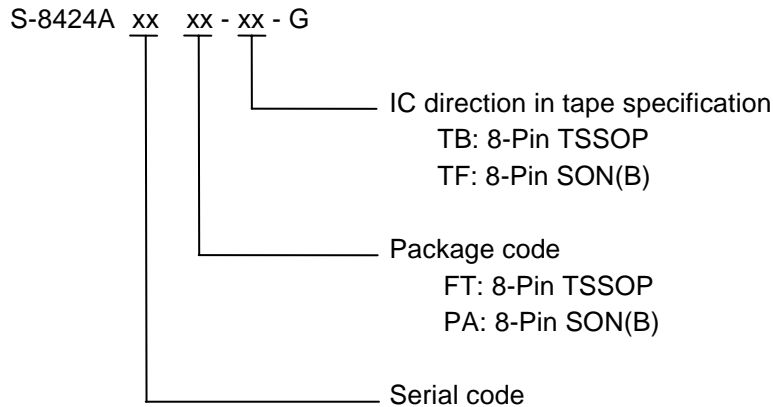 S-8424A xx xx - xx - G
IC direction in tape specification
TB: 8-Pin TSSOP
TF: 8-Pin SON(B)
Package code
FT: 8-Pin TSSOP
PA: 8-Pin SON(B)
Serial code